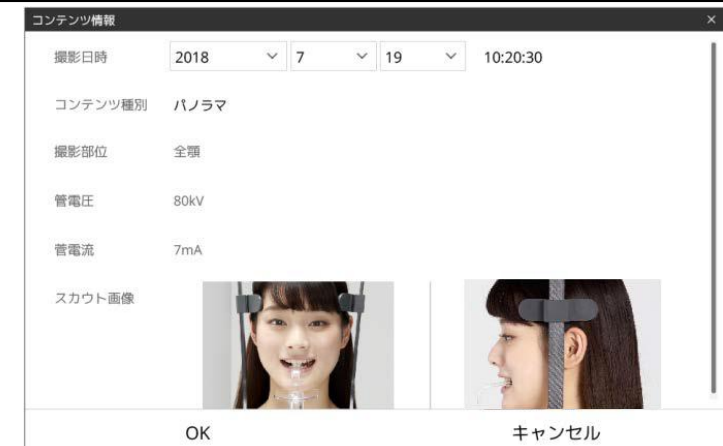 コンテンツ情報 ×
撮影日時 2018 7 19 10:20:30
コンテンツ種別 パノラマ
撮影部位 全顎
管電圧 80kV
菅電流 7mA
スカウト画像
OK キャンセル